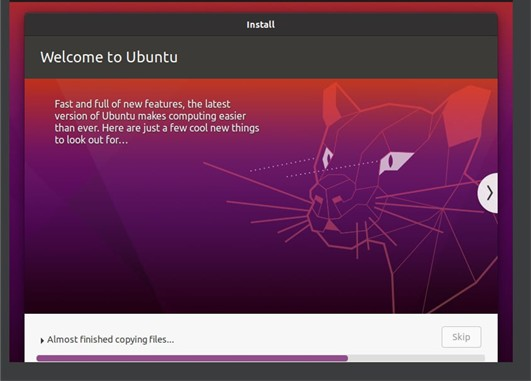 Install
Welcome to Ubuntu
Fast and full of new features, the latest
version of Ubuntu makes computing easier
than ever. Here are just a few cool new things
to look out for...
Almost finished copying files...
Skip